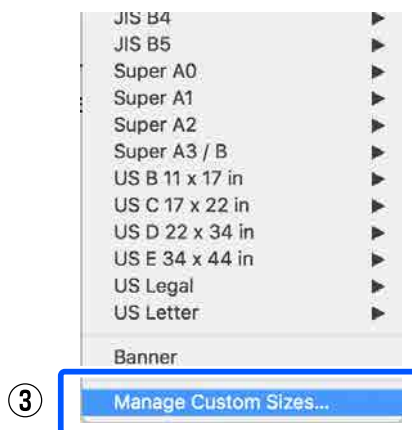 JIS B4
JIS B5
Super A0
Super A1
Super A2
Super A3 / B
US B 11 x 17 in
US C 17 x 22 in
US D 22 x 34 in
US E 34 x 44 in
US Legal
US Letter
Banner
③ Manage Custom Sizes...